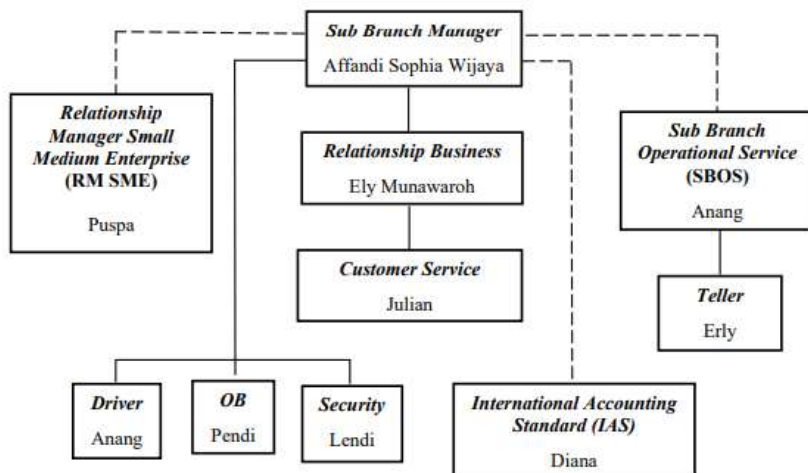 Sub Branch Manager
Affandi Sophia Wijaya
Relationship
Manager Small
Medium Enterprise
(RM SME)
Puspa
Relationship Business
Ely Munawaroh
Sub Branch
Operational Service
(SBOS)
Anang
Customer Service
Julian
Teller
Erly
Driver
Anang
OB
Pendi
Security
Lendi
International Accounting
Standard (IAS)
Diana